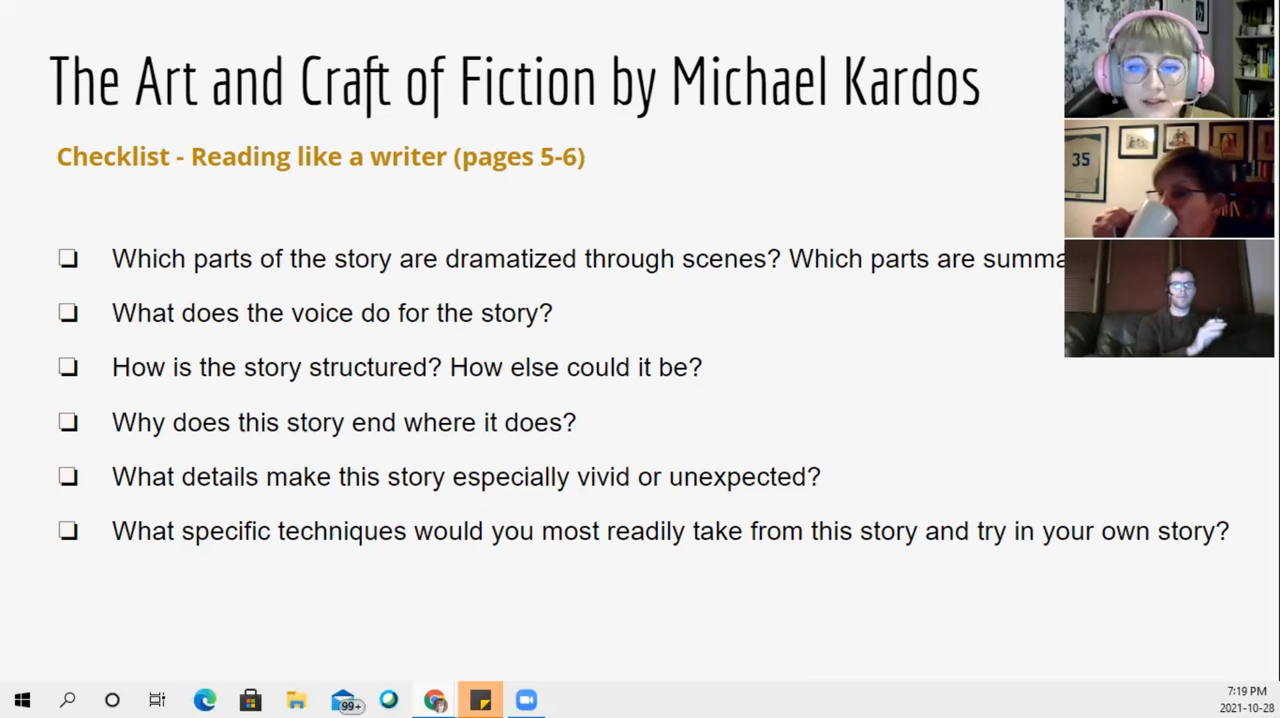 The Art and Craft of Fiction by Michael Kardos
Checklist - Reading like a writer (pages 5-6)
Which parts of the story are dramatized through scenes? Which parts are summa
What does the voice do for the story?
How is the story structured? How else could it be?
Why does this story end where it does?
What details make this story especially vivid or unexpected?
What specific techniques would you most readily take from this story and try in your own story?
35
99+
7:19 PM
2021-10-28